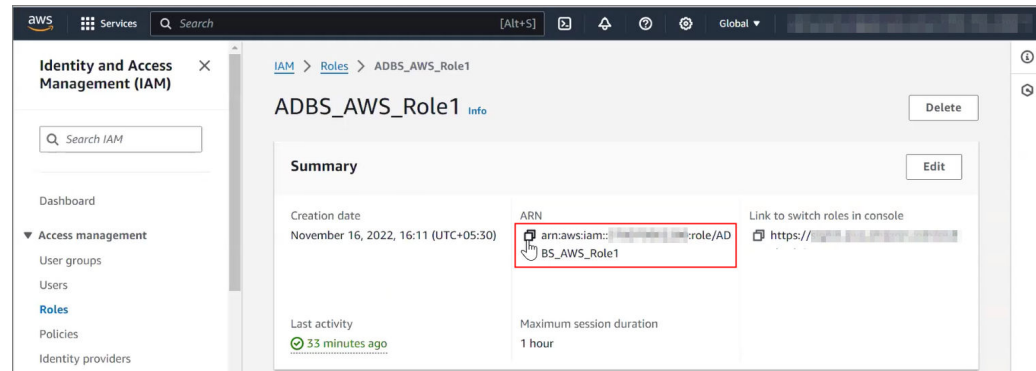 aws Services Search [Alt+S] Global ▼
Identity and Access
Management (IAM)
Search IAM
Dashboard
▼ Access management
User groups
Users
Roles
Policies
Identity providers
IAM > Roles > ADBS_AWS_Role1
ADBS_AWS_Role1 Info
Delete
Summary
Edit
Creation date
November 16, 2022, 16:11 (UTC+05:30)
ARN
arn:aws:iam:: :role/AD
BS_AWS_Role1
Link to switch roles in console
https://
Last activity
33 minutes ago
Maximum session duration
1 hour